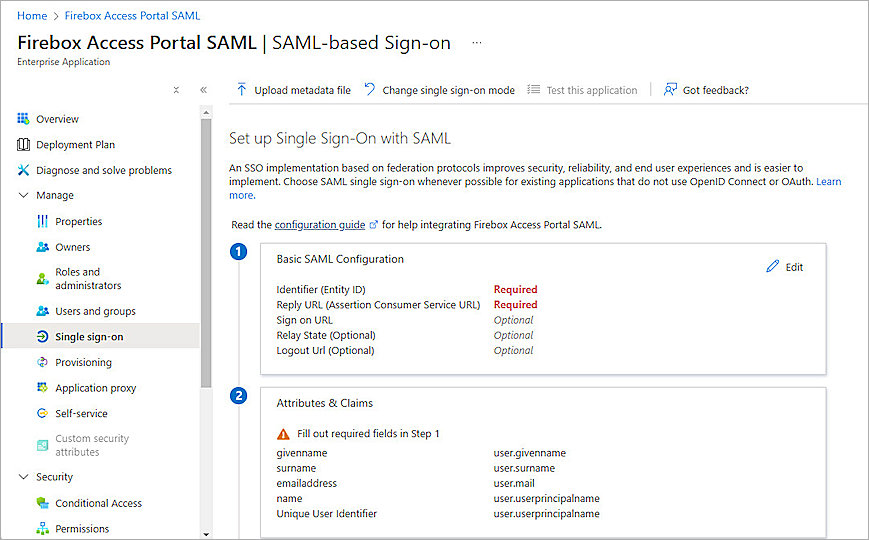 Home > Firebox Access Portal SAML
Firebox Access Portal SAML | SAML-based Sign-on ...
Enterprise Application
Upload metadata file Change single sign-on mode Test this application Got feedback?
Overview
Deployment Plan
Diagnose and solve problems
Manage
Properties
Owners
Roles and
administrators
Users and groups
Single sign-on
Provisioning
Application proxy
Self-service
Custom security
attributes
Security
Conditional Access
Permissions
Set up Single Sign-On with SAML
An SSO implementation based on federation protocols improves security, reliability, and end user experiences and is easier to
implement. Choose SAML single sign-on whenever possible for existing applications that do not use OpenID Connect or OAuth. Learn
more.
Read the configuration guide for help integrating Firebox Access Portal SAML.
1
Basic SAML Configuration
Edit
Identifier (Entity ID) Required
Reply URL (Assertion Consumer Service URL) Required
Sign on URL Optional
Relay State (Optional) Optional
Logout Url (Optional) Optional
2
Attributes & Claims
Fill out required fields in Step 1
givenname user.givenname
surname user.surname
emailaddress user.mail
name user.userprincipalname
Unique User Identifier user.userprincipalname